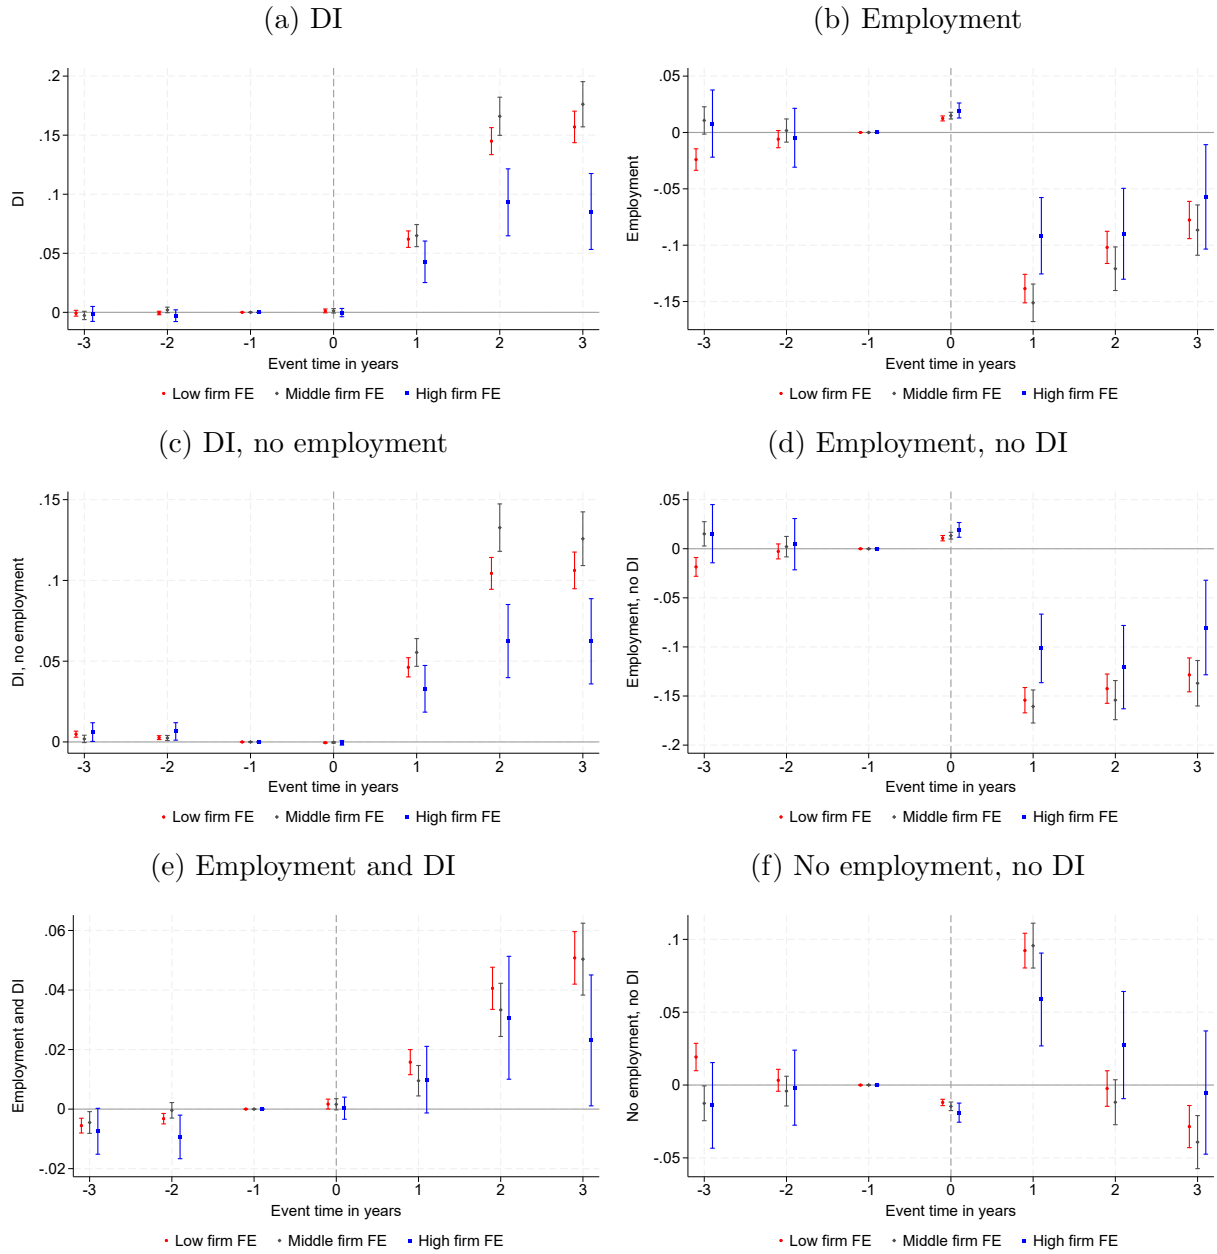 (a) DI
.2
.15
.1
.05
0
DI
-3 -2 -1 0 1 2 3
Event time in years
Low firm FE Middle firm FE High firm FE
(b) Employment
.05
0
-.05
-.1
-.15
Employment
-3 -2 -1 0 1 2 3
Event time in years
Low firm FE Middle firm FE High firm FE
(c) DI, no employment
.15
.1
.05
0
DI, no employment
-3 -2 -1 0 1 2 3
Event time in years
Low firm FE Middle firm FE High firm FE
(d) Employment, no DI
.05
0
-.05
-.1
-.15
-.2
Employment, no DI
-3 -2 -1 0 1 2 3
Event time in years
Low firm FE Middle firm FE High firm FE
(e) Employment and DI
.06
.04
.02
0
-.02
Employment and DI
-3 -2 -1 0 1 2 3
Event time in years
Low firm FE Middle firm FE High firm FE
(f) No employment, no DI
.1
.05
0
-.05
No employment, no DI
-3 -2 -1 0 1 2 3
Event time in years
Low firm FE Middle firm FE High firm FE